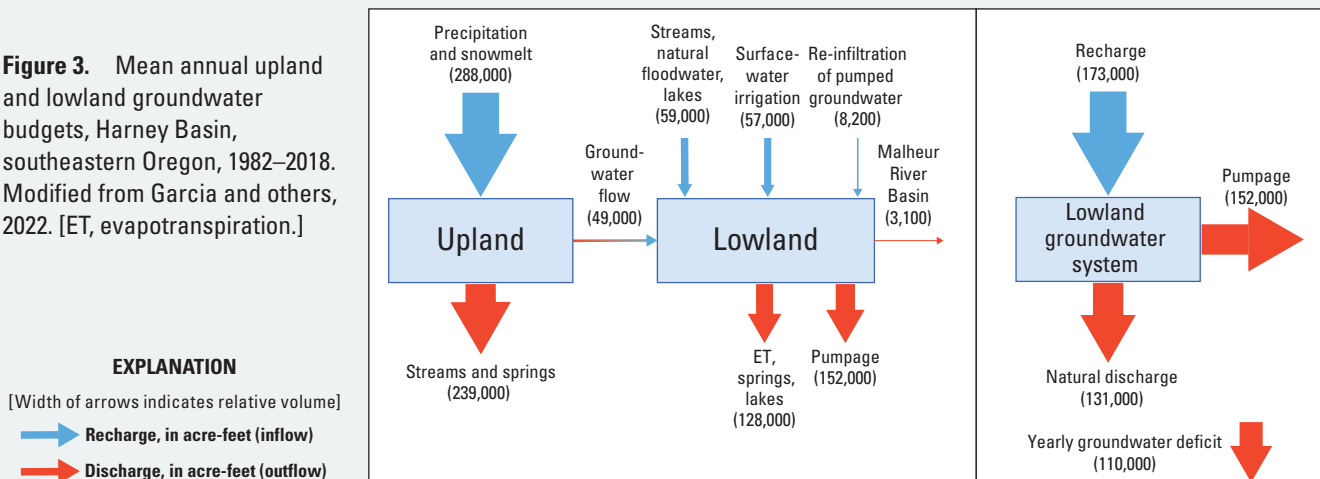 Figure 3. Mean annual upland
and lowland groundwater
budgets, Harney Basin,
southeastern Oregon, 1982–2018.
Modified from Garcia and others,
2022. [ET, evapotranspiration.]
EXPLANATION
[Width of arrows indicates relative volume]
Recharge, in acre-feet (inflow)
Discharge, in acre-feet (outflow)
Precipitation
and snowmelt
(288,000)
Upland
Streams and springs
(239,000)
Ground-
water
flow
(49,000)
Streams,
natural
floodwater,
lakes
(59,000)
Surface-
water
irrigation
(57,000)
Re-infiltration
of pumped
groundwater
(8,200)
Lowland
Malheur
River
Basin
(3,100)
ET,
springs,
lakes
(128,000)
Pumpage
(152,000)
Recharge
(173,000)
Lowland
groundwater
system
Pumpage
(152,000)
Natural discharge
(131,000)
Yearly groundwater deficit
(110,000)